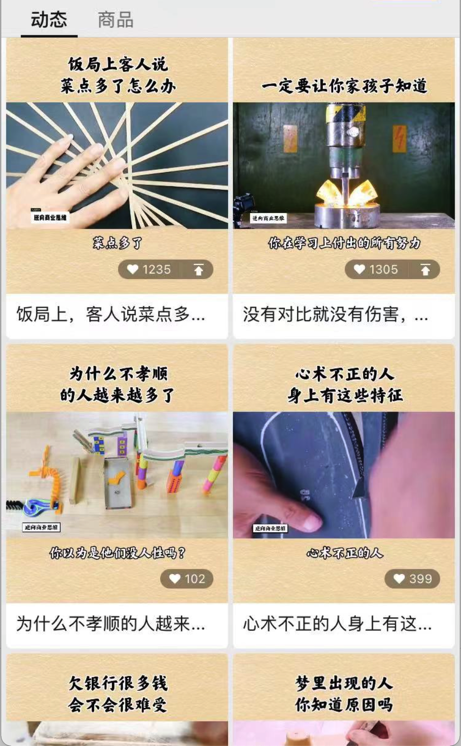 动态 商品
饭局上客人说
菜点多了怎么办
逆向商业思维
菜点多了
1235
饭局上，客人说菜点多...
一定要让你家孩子知道
逆向商业思维
你在学习上付出的所有努力
1305
没有对比就没有伤害，...
为什么不孝顺
的人越来越多了
逆向商业思维
你以为是他们没人性吗？
102
为什么不孝顺的人越来...
心术不正的人
身上有这些特征
逆向商业思维
心术不正的人
399
心术不正的人身上有这...
欠银行很多钱
会不会很难受
梦里出现的人
你知道原因吗